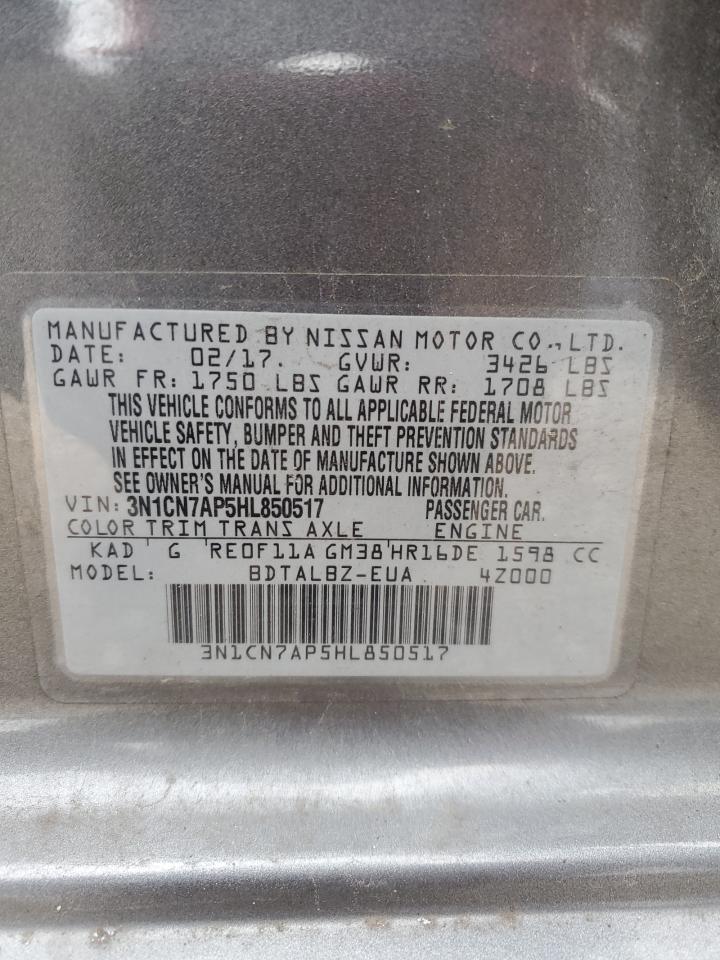 MANUFACTURED BY NISSAN MOTOR CO., LTD.
DATE: 02/17. GVWR: 3426 LBS
GAWR FR: 1750 LBS GAWR RR: 1708 LBS
THIS VEHICLE CONFORMS TO ALL APPLICABLE FEDERAL MOTOR
VEHICLE SAFETY, BUMPER AND THEFT PREVENTION STANDARDS
IN EFFECT ON THE DATE OF MANUFACTURE SHOWN ABOVE.
SEE OWNER'S MANUAL FOR ADDITIONAL INFORMATION.
VIN: 3N1CN7AP5HL850517 PASSENGER CAR.
COLOR TRIM TRANS AXLE ENGINE
KAD G RE0F11A GM38 HR16DE 1598 CC
MODEL: BDTALBZ-EUA 4Z000
3N1CN7AP5HL850517